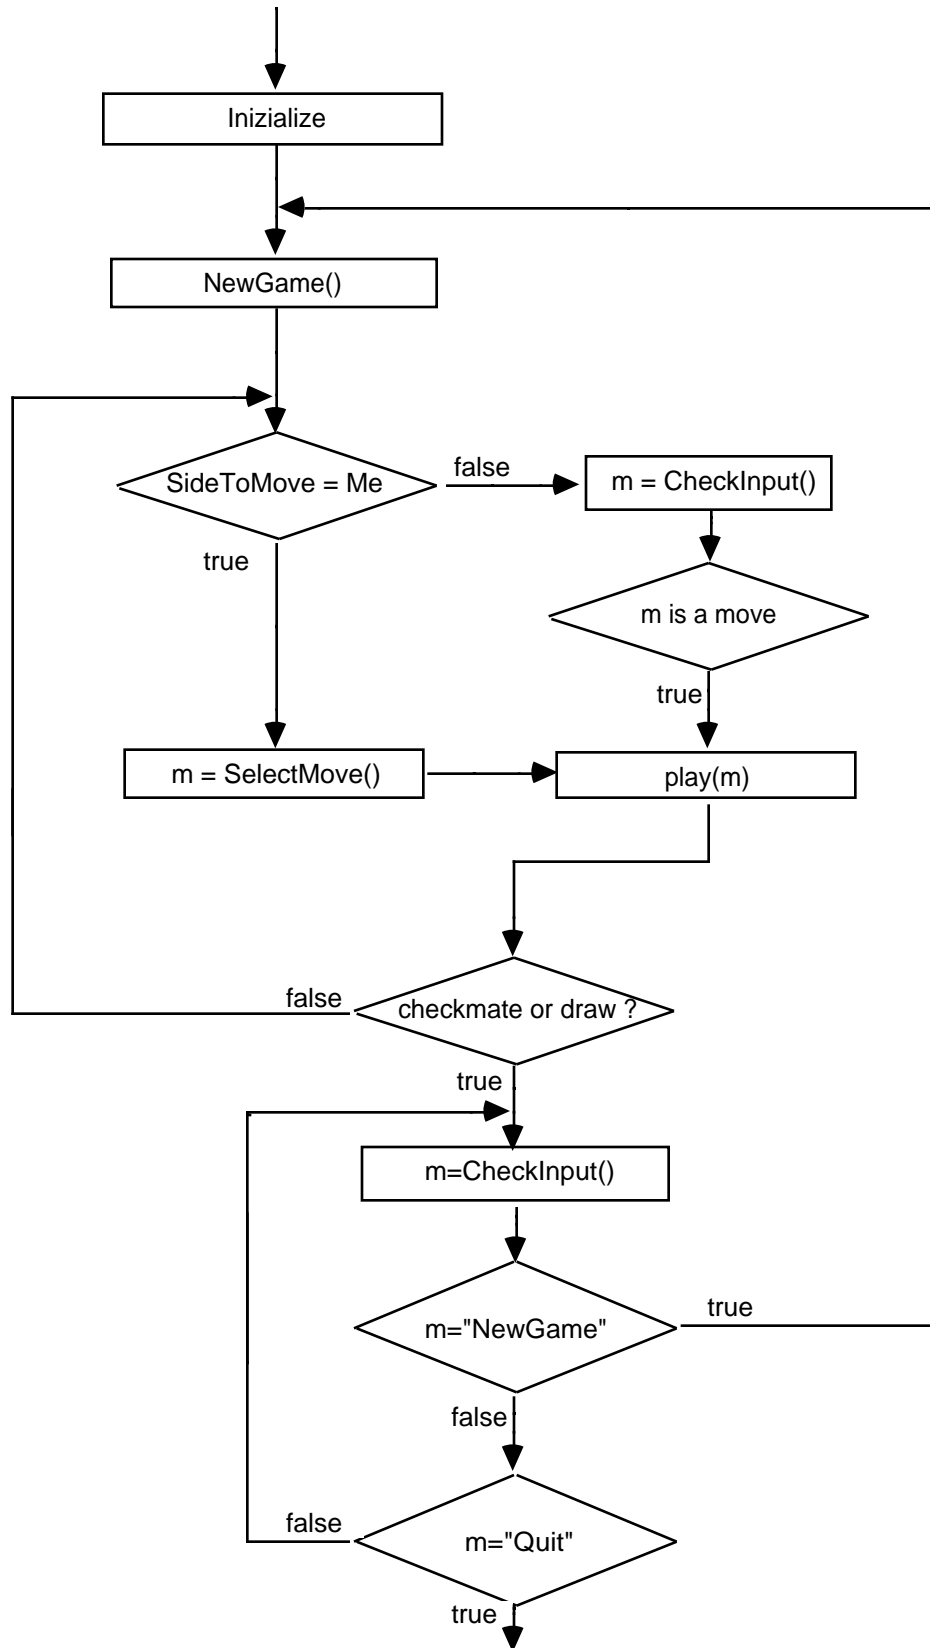 Inizialize
NewGame()
SideToMove = Me
false
m = CheckInput()
true
m is a move
true
m = SelectMove()
play(m)
false
checkmate or draw ?
true
m=CheckInput()
m="NewGame"
true
false
false
m="Quit"
true